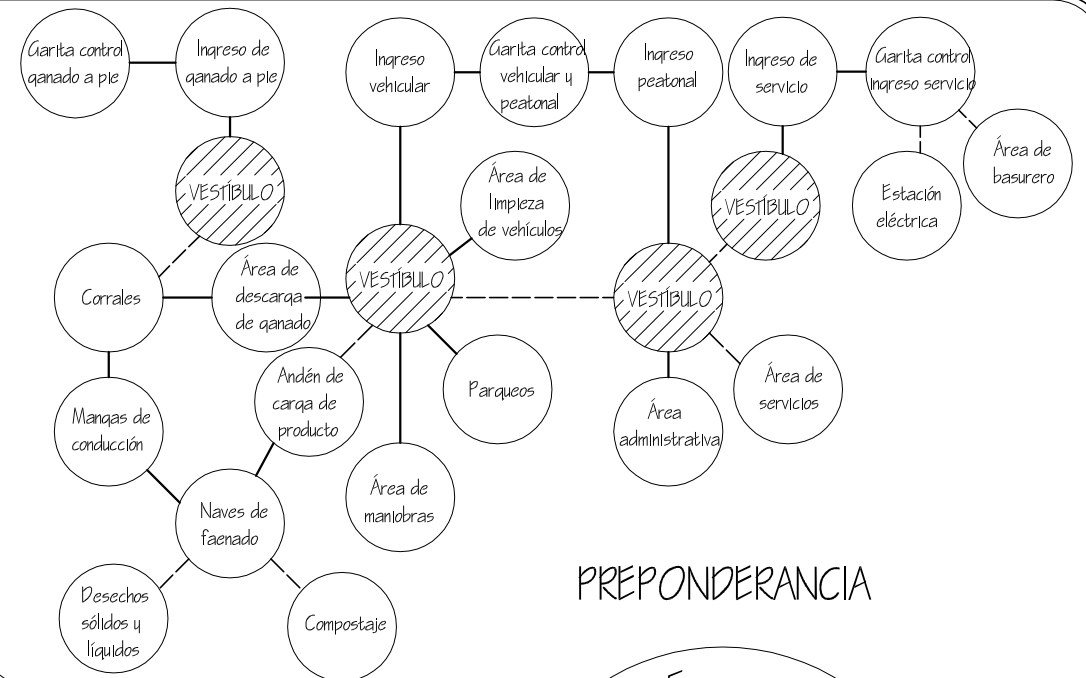 Garita control
ganado a pie
Ingreso de
ganado a pie
Ingreso
vehicular
Garita control
vehicular y
peatonal
Ingreso
peatonal
Ingreso de
servicio
Garita control
Ingreso servicio
Área de
basurero
Estación
eléctrica
VESTÍBULO
Área de
limpieza
de vehículos
VESTÍBULO
Corrales
Área de
descarga
de ganado
VESTÍBULO
VESTÍBULO
Andén de
carga de
producto
Parqueos
Área
administrativa
Área de
servicios
Mangas de
conducción
Área de
maniobras
Naves de
faenado
Desechos
sólidos y
líquidos
Compostaje
PREPONDERANCIA